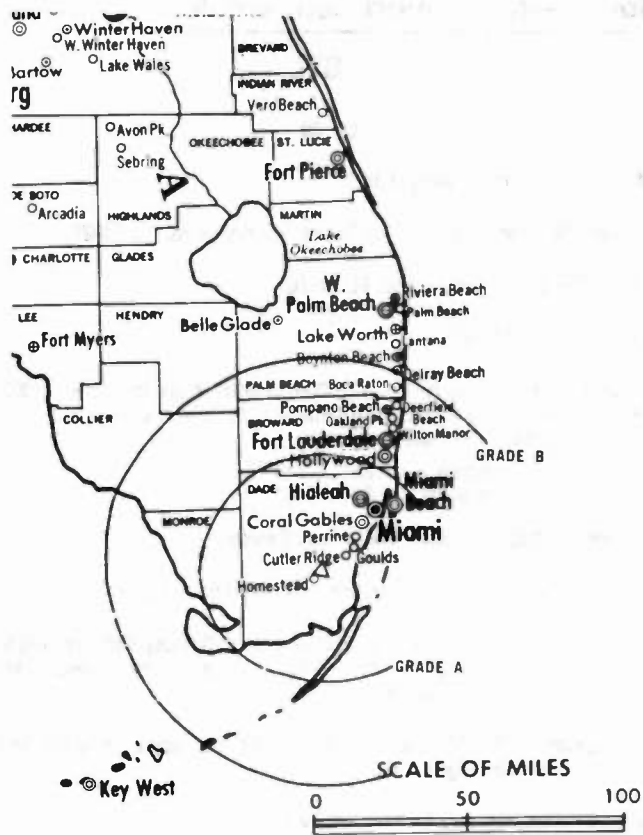 Winter Haven
W. Winter Haven
Bartow
Lake Wales
rg
BREVARD
INDIAN RIVER
Vero Beach
HARDEE
Avon Pk
Sebring
OKEECHOBEE
ST. LUCIE
Fort Pierce
A
DE SOTO
Arcadia
HIGHLANDS
MARTIN
Lake
Okeechobee
CHARLOTTE
GLADES
W.
Palm Beach
Riviera Beach
Palm Beach
LEE
HENDRY
Belle Glade
Fort Myers
Lake Worth
Lantana
Boynton Beach
Delray Beach
PALM BEACH
Boca Raton
COLLIER
Pompano Beach
Deerfield
Beach
BROWARD
Oakland Pk
Wilton Manor
Fort Lauderdale
Hollywood
GRADE B
DADE
Hialeah
Miami
Beach
MONROE
Coral Gables
Miami
Perrine
Cutler Ridge
Goulds
Homestead
GRADE A
Key West
SCALE OF MILES
0 50 100